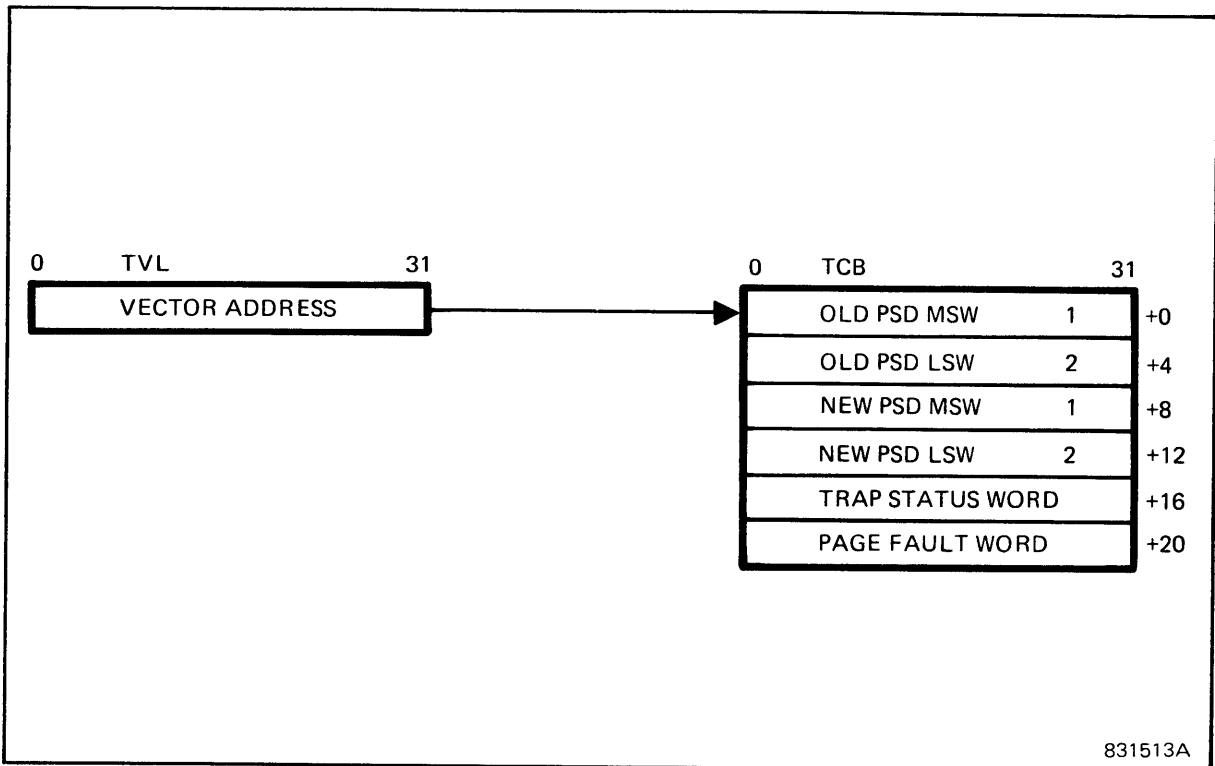 0 TVL 31
VECTOR ADDRESS
0 TCB 31
OLD PSD MSW 1 +0
OLD PSD LSW 2 +4
NEW PSD MSW 1 +8
NEW PSD LSW 2 +12
TRAP STATUS WORD +16
PAGE FAULT WORD +20
831513A